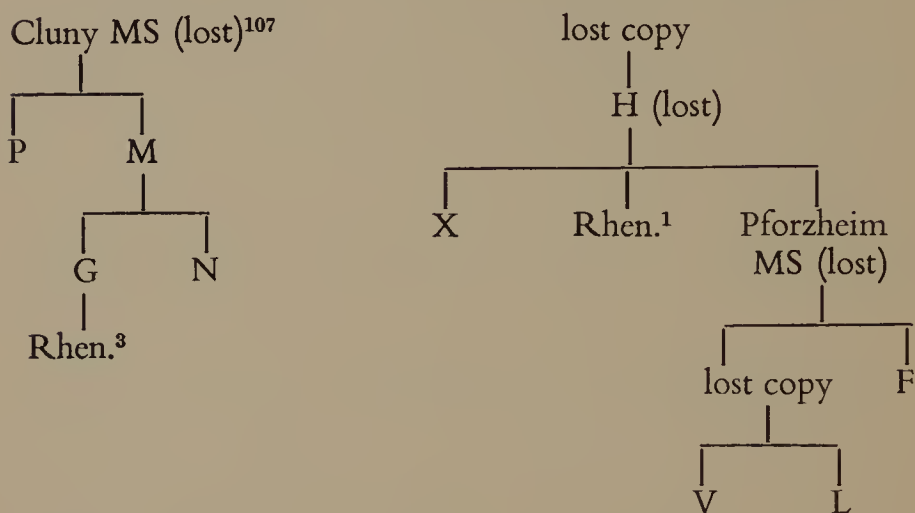 Cluny MS (lost)¹⁰⁷
P M
G N
Rhen.³
lost copy
H (lost)
X Rhen.¹ Pforzheim
MS (lost)
lost copy F
V L